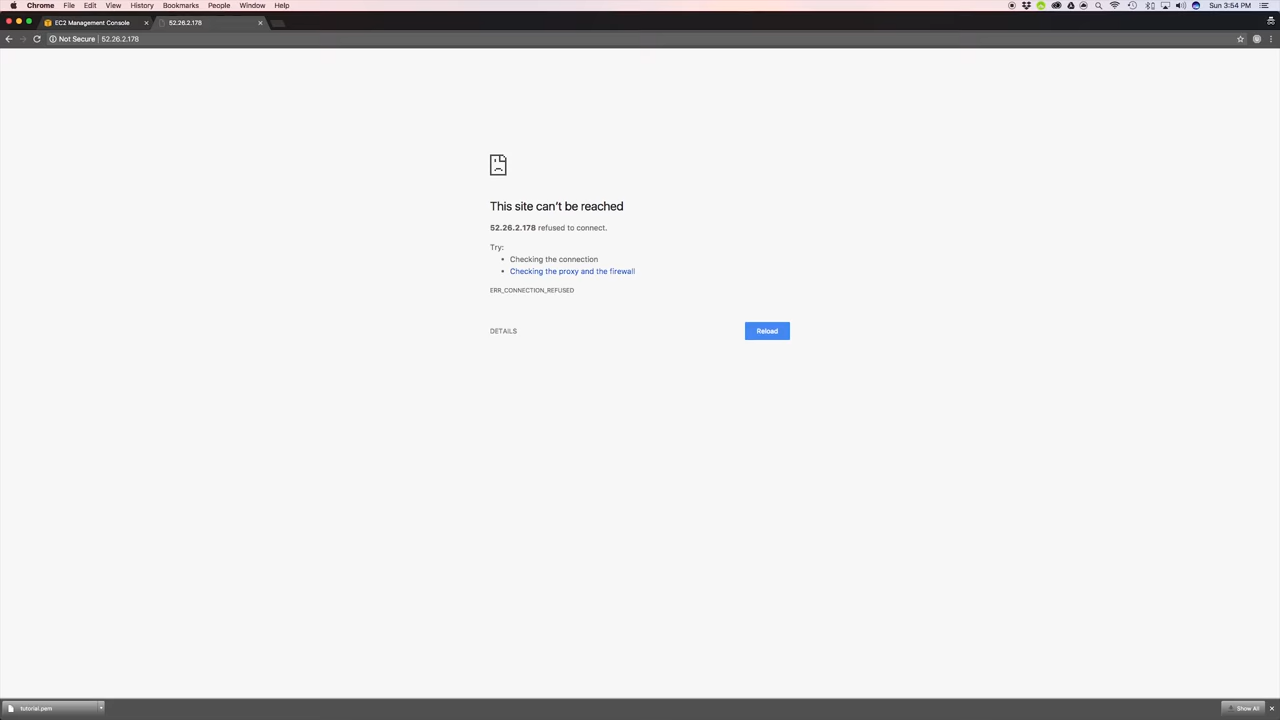 Chrome File Edit View History Bookmarks People Window Help Sun 3:54 PM
EC2 Management Console 52.26.2.178
Not Secure | 52.26.2.178
This site can't be reached
52.26.2.178 refused to connect.
Try:
• Checking the connection
• Checking the proxy and the firewall
ERR_CONNECTION_REFUSED
DETAILS Reload
tutorial.pem Show All